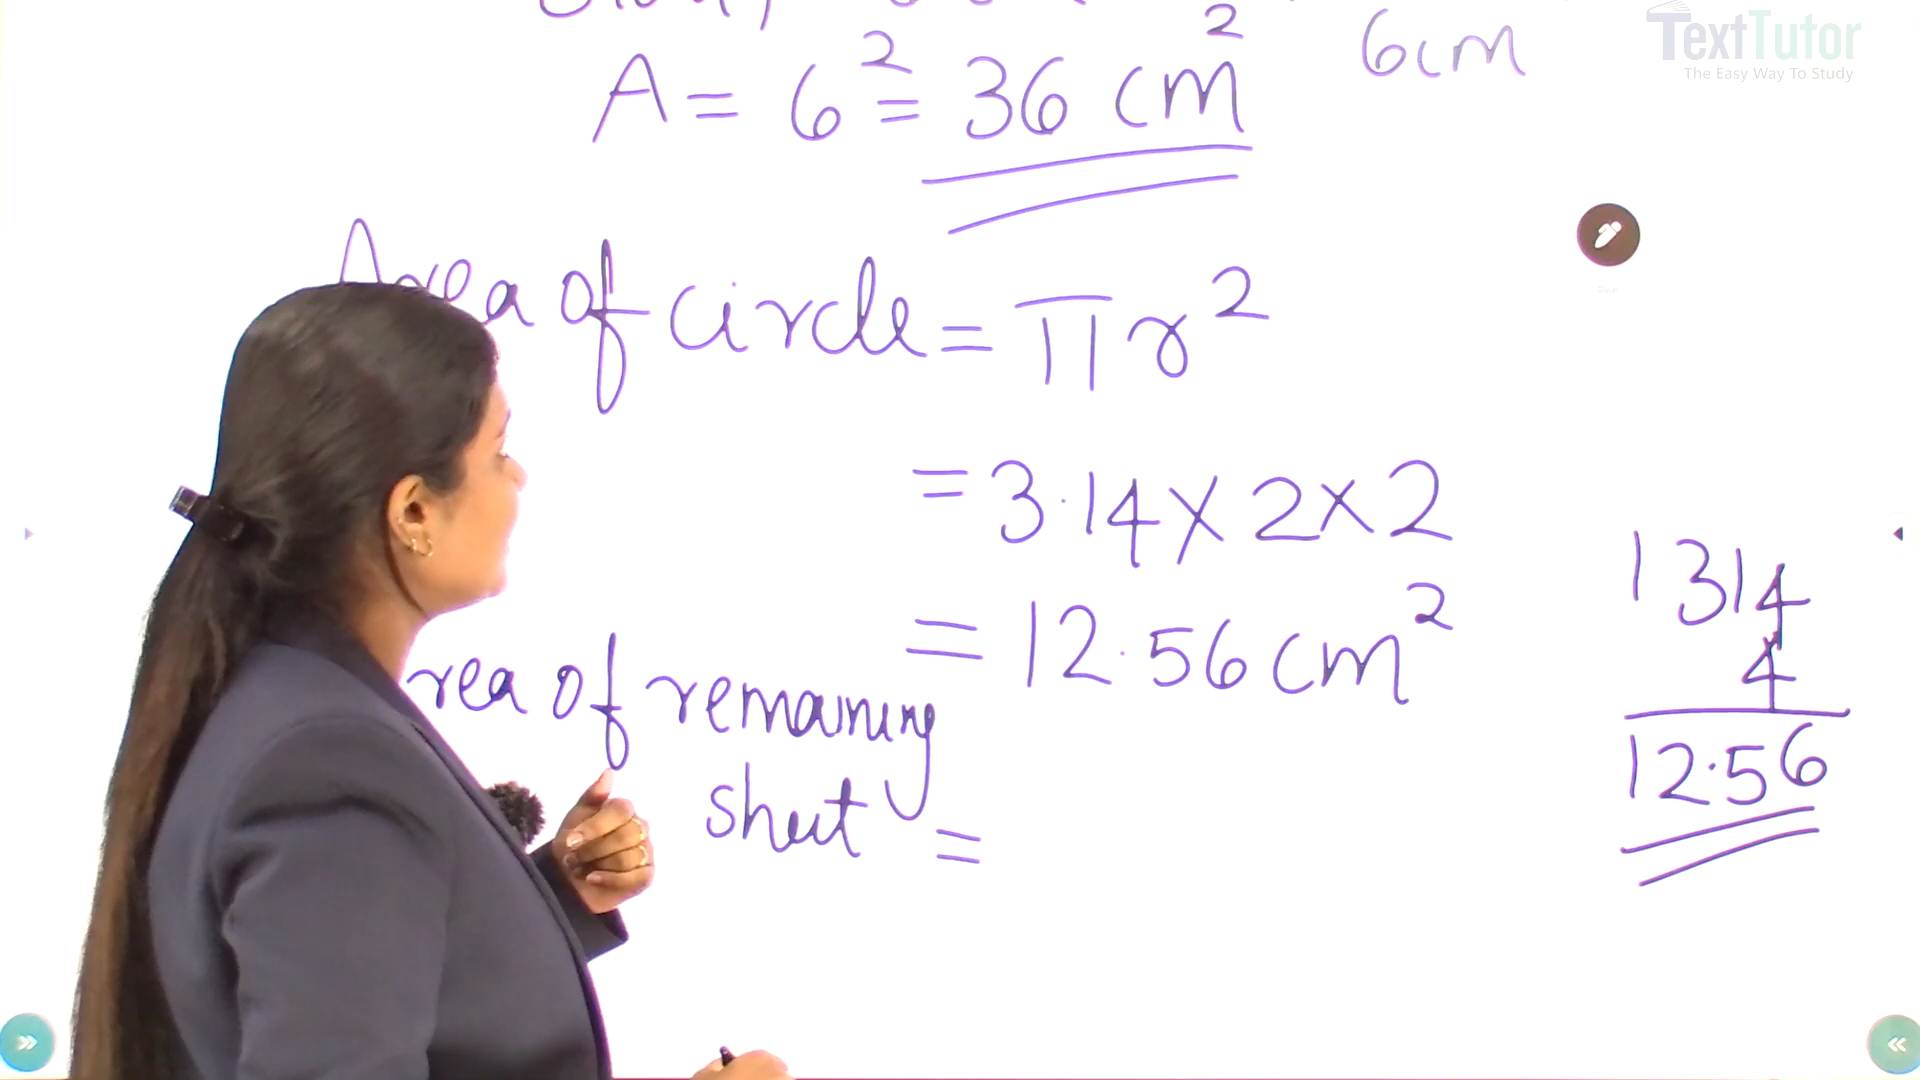 TextTutor
The Easy Way To Study
6cm
A = 6² = 36 cm²
Area of circle = πr²
= 3.14 × 2 × 2
= 12.56 cm²
1 314
4
12.56
rea of remaining
sheet =